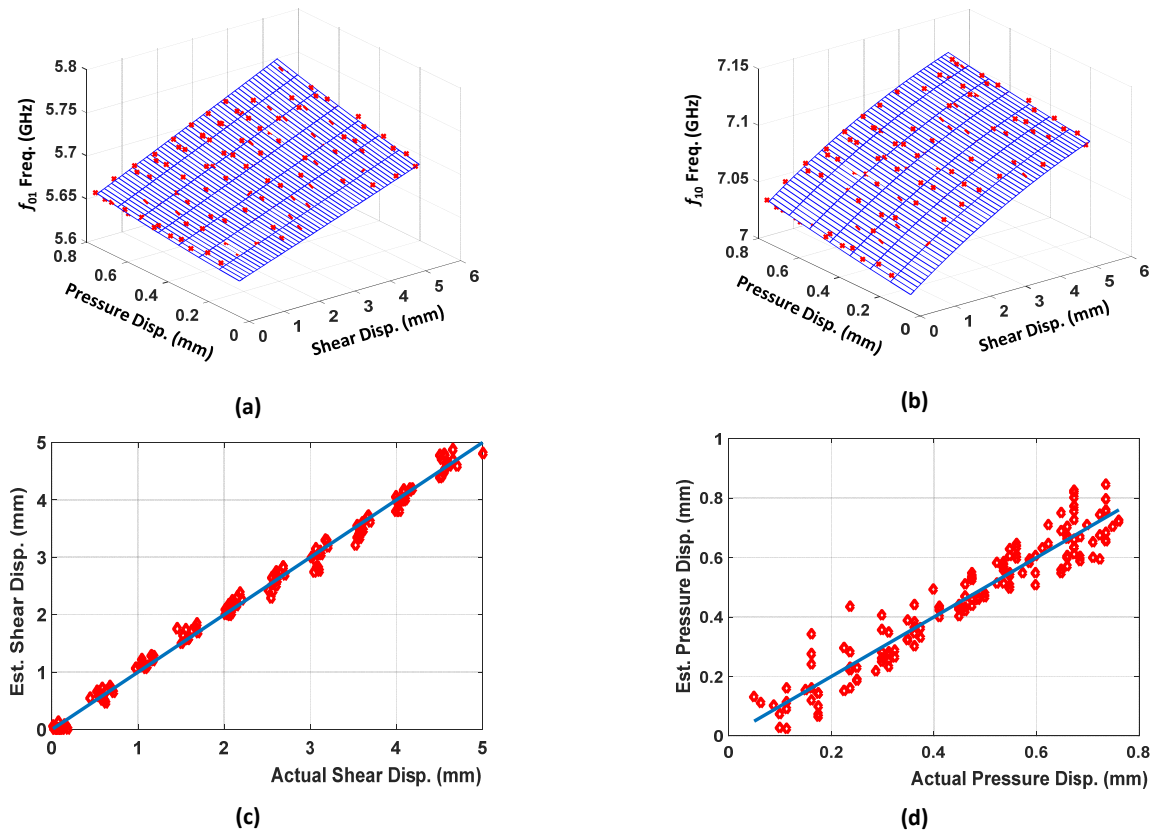 5.8
5.75
5.7
5.65
5.6
f01 Freq. (GHz)
0.8
0.6
0.4
0.2
0
Pressure Disp. (mm)
0
1
2
3
4
5
6
Shear Disp. (mm)
(a)
7.15
7.1
7.05
7
f10 Freq. (GHz)
0.8
0.6
0.4
0.2
0
Pressure Disp. (mm)
0
1
2
3
4
5
6
Shear Disp. (mm)
(b)
5
4
3
2
1
0
Est. Shear Disp. (mm)
0 1 2 3 4 5
Actual Shear Disp. (mm)
(c)
1
0.8
0.6
0.4
0.2
0
Est. Pressure Disp. (mm)
0 0.2 0.4 0.6 0.8
Actual Pressure Disp. (mm)
(d)